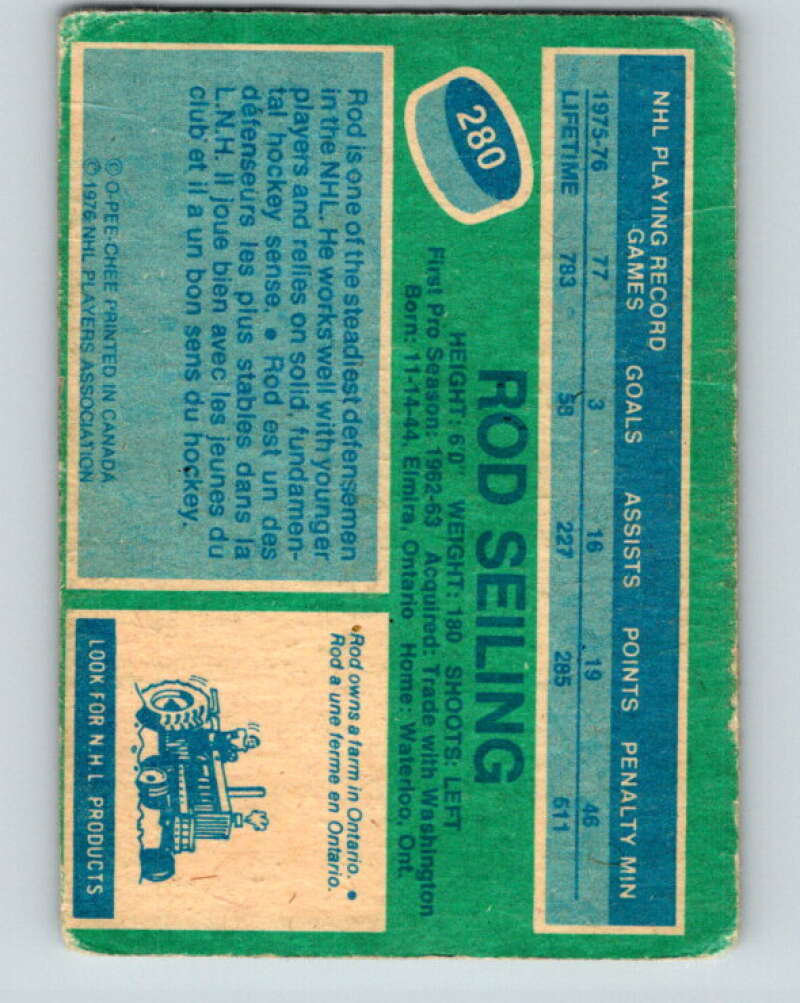 NHL PLAYING RECORD
GAMES GOALS ASSISTS POINTS PENALTY MIN
1975-76 77 3 16 19 46
LIFETIME 783 58 227 285 511
280
ROD SEILING
HEIGHT: 6'0 WEIGHT: 180 SHOOTS: LEFT
First Pro Season: 1962-63 Acquired: Trade with Washington
Born: 11-14-44, Elmira, Ontario Home: Waterloo, Ont.
Rod is one of the steadiest defensemen
in the NHL. He works well with younger
players and relies on solid, fundamen-
tal hockey sense. • Rod est un des
défenseurs les plus stables dans la
L.N.H. Il joue bien avec les jeunes du
club et il a un bon sens du hockey.
© O-PEE-CHEE PRINTED IN CANADA
© 1976 NHL PLAYERS ASSOCIATION
Rod owns a farm in Ontario. •
Rod a une ferme en Ontario.
LOOK FOR N H L PRODUCTS